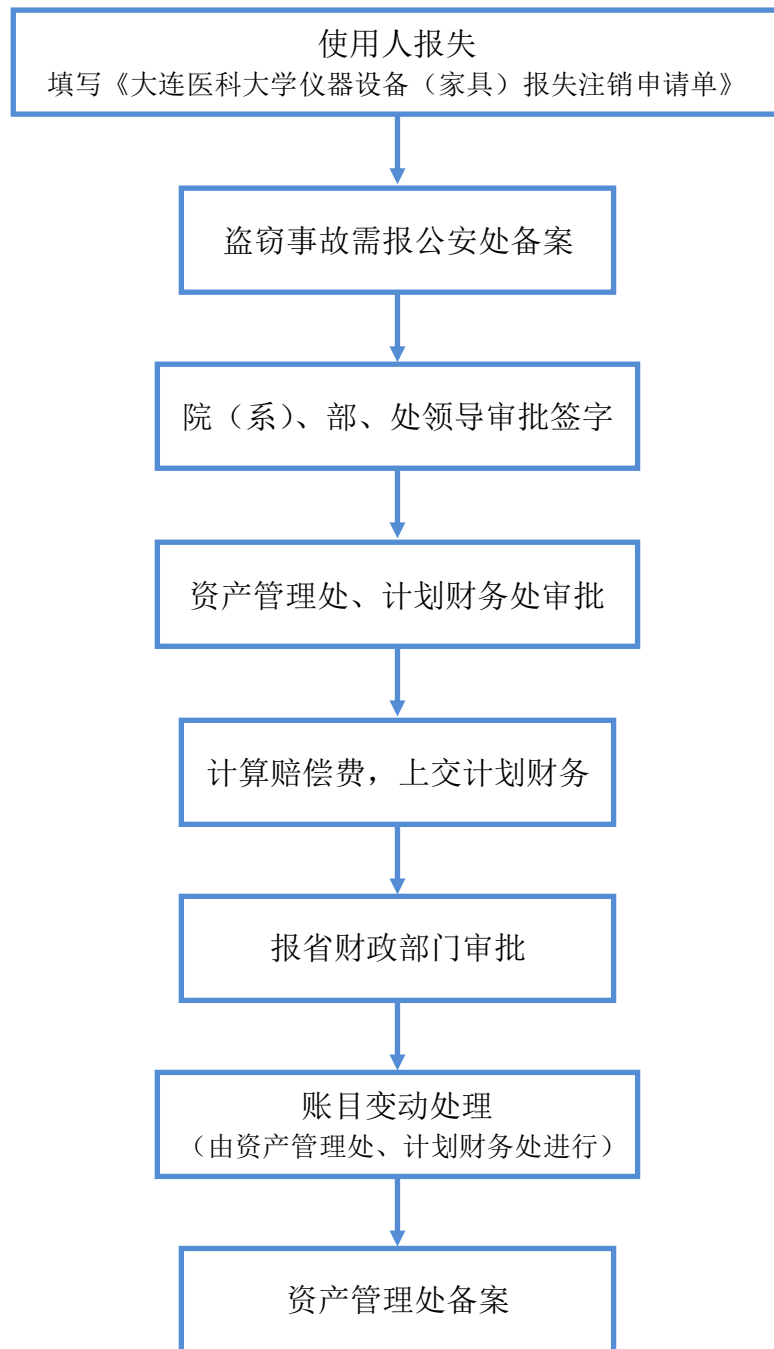 使用人报失
填写《大连医科大学仪器设备（家具）报失注销申请单》
盗窃事故需报公安处备案
院（系）、部、处领导审批签字
资产管理处、计划财务处审批
计算赔偿费，上交计划财务
报省财政部门审批
账目变动处理
（由资产管理处、计划财务处进行）
资产管理处备案